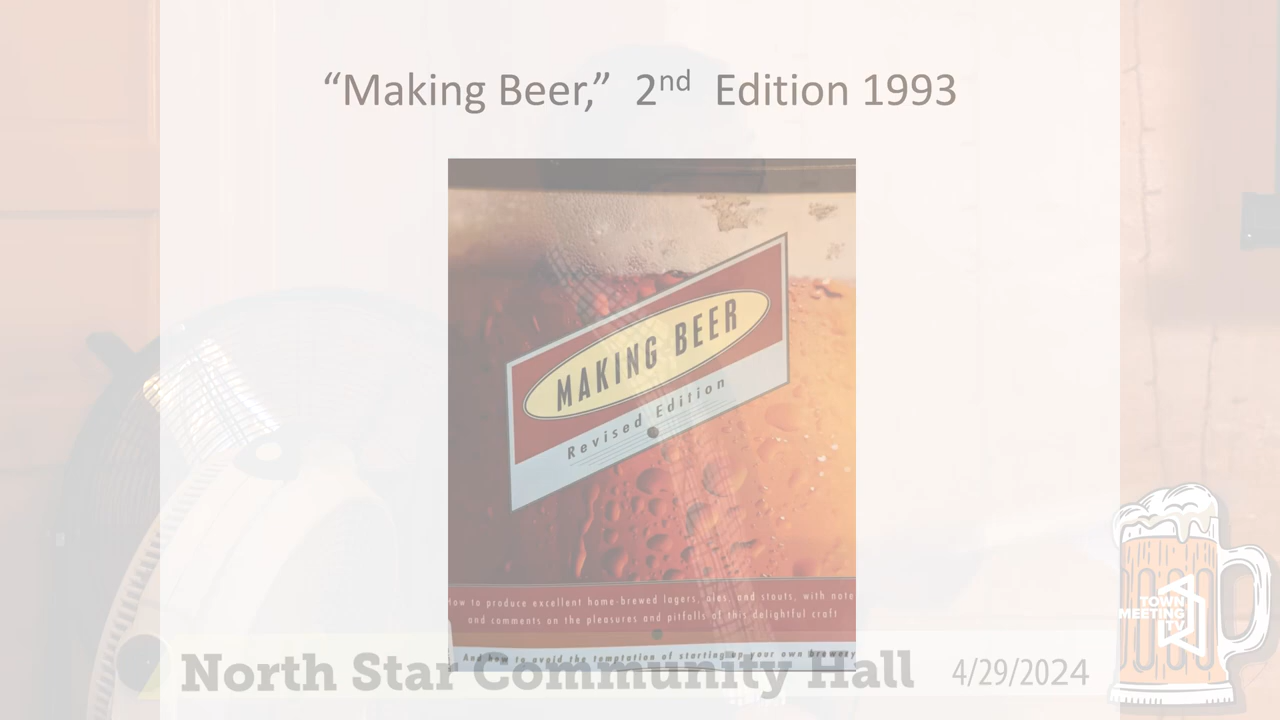 “Making Beer,” 2nd Edition 1993
MAKING BEER
Revised Edition
How to produce excellent home-brewed lagers, ales, and stouts, with note
and comments on the pleasures and pitfalls of this delightful craft
And how to avoid the temptation of starting up your own brewery
North Star Community Hall
4/29/2024
TOWN
MEETING
TV